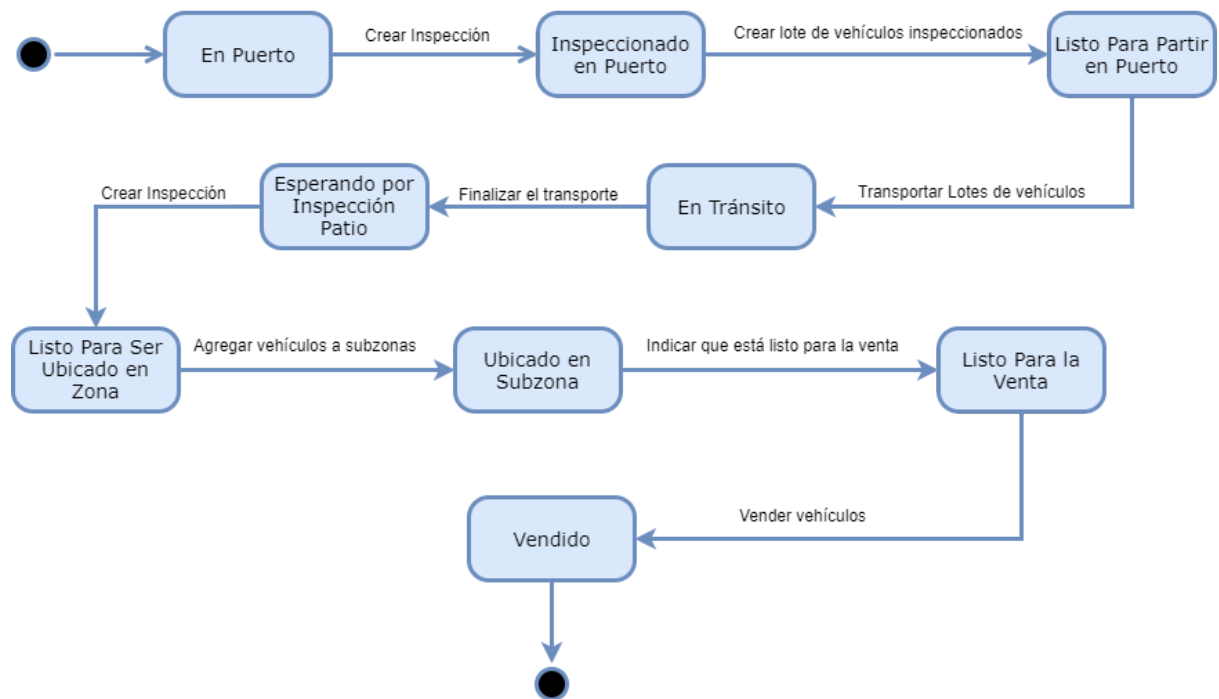 En Puerto
Crear Inspección
Inspeccionado
en Puerto
Crear lote de vehículos inspeccionados
Listo Para Partir
en Puerto
Transportar Lotes de vehículos
En Tránsito
Finalizar el transporte
Esperando por
Inspección
Patio
Crear Inspección
Listo Para Ser
Ubicado en
Zona
Agregar vehículos a subzonas
Ubicado en
Subzona
Indicar que está listo para la venta
Listo Para la
Venta
Vender vehículos
Vendido